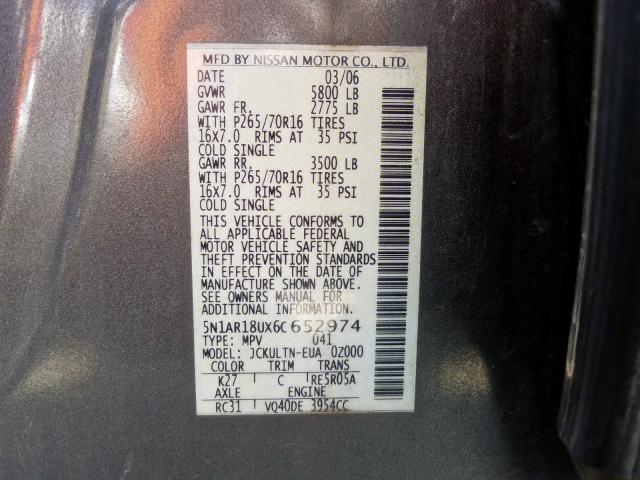 MFD BY NISSAN MOTOR CO., LTD.
DATE 03/06
GVWR 5800 LB
GAWR FR. 2775 LB
WITH P265/70R16 TIRES
16x7.0 RIMS AT 35 PSI
COLD SINGLE
GAWR RR. 3500 LB
WITH P265/70R16 TIRES
16x7.0 RIMS AT 35 PSI
COLD SINGLE
THIS VEHICLE CONFORMS TO
ALL APPLICABLE FEDERAL
MOTOR VEHICLE SAFETY AND
THEFT PREVENTION STANDARDS
IN EFFECT ON THE DATE OF
MANUFACTURE SHOWN ABOVE.
SEE OWNERS MANUAL FOR
ADDITIONAL INFORMATION.
5N1AR18UX6C652974
TYPE: MPV 041
MODEL: JCKULTN-EUA 0Z000
COLOR TRIM TRANS
K27 C RE5R05A
AXLE ENGINE
RC31 VQ40DE 3954CC